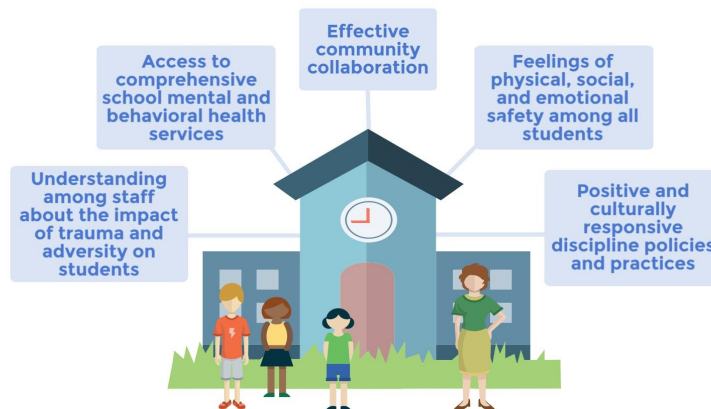 Effective
community
collaboration
Access to
comprehensive
school mental and
behavioral health
services
Feelings of
physical, social,
and emotional
safety among all
students
Understanding
among staff
about the impact
of trauma and
adversity on
students
Positive and
culturally
responsive
discipline policies
and practices